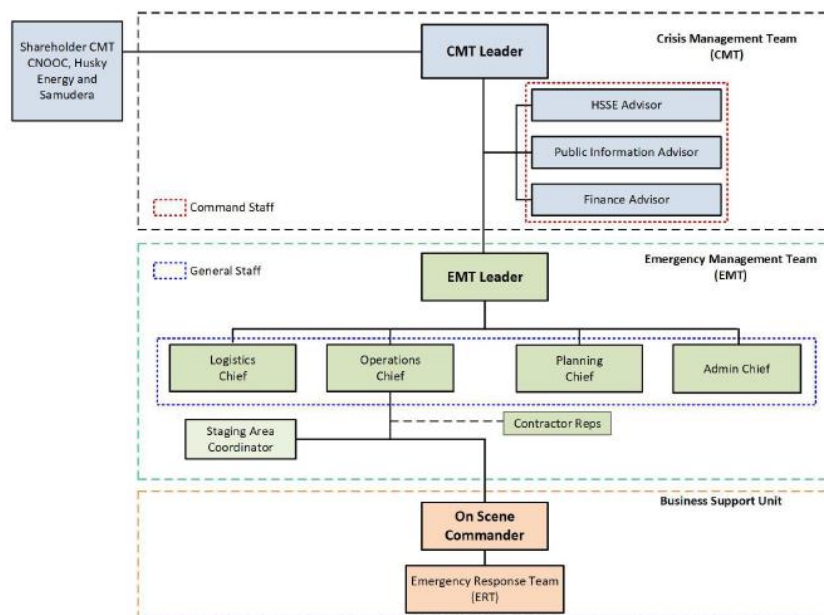 Shareholder CMT
CNOOC, Husky
Energy and
Samudera
CMT Leader
Crisis Management Team
(CMT)
HSSE Advisor
Public Information Advisor
Finance Advisor
Command Staff
General Staff
EMT Leader
Emergency Management Team
(EMT)
Logistics
Chief
Operations
Chief
Planning
Chief
Admin Chief
Staging Area
Coordinator
Contractor Reps
Business Support Unit
On Scene
Commander
Emergency Response Team
(ERT)